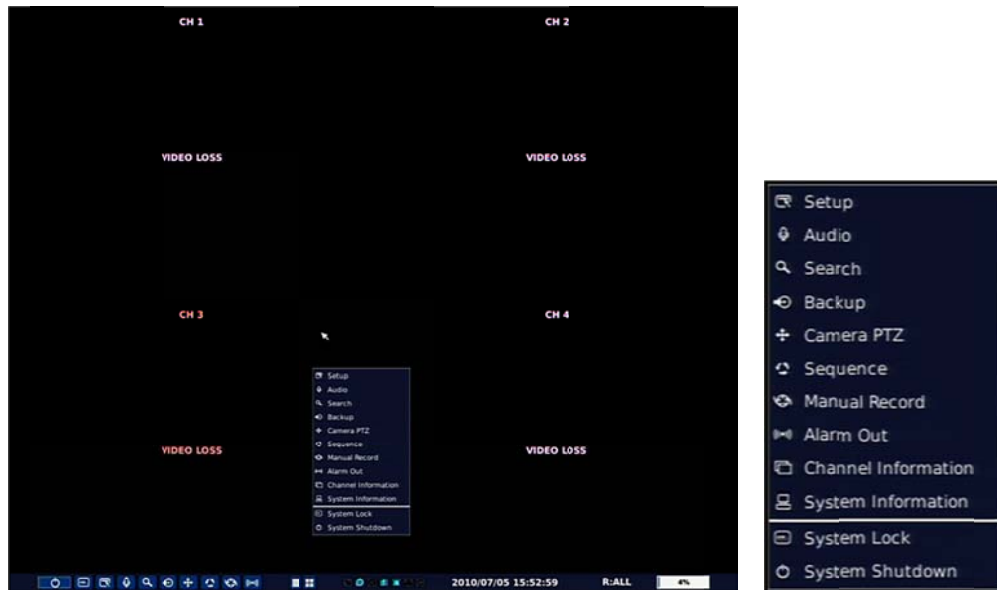 CH 1
CH 2
VIDEO LOSS
VIDEO LOSS
CH 3
CH 4
Setup
Audio
Search
Backup
Camera PTZ
Sequence
Manual Record
Alarm Out
Channel Information
System Information
System Lock
System Shutdown
VIDEO LOSS
VIDEO LOSS
2010/07/05 15:52:59
R:ALL
4%
Setup
Audio
Search
Backup
Camera PTZ
Sequence
Manual Record
Alarm Out
Channel Information
System Information
System Lock
System Shutdown